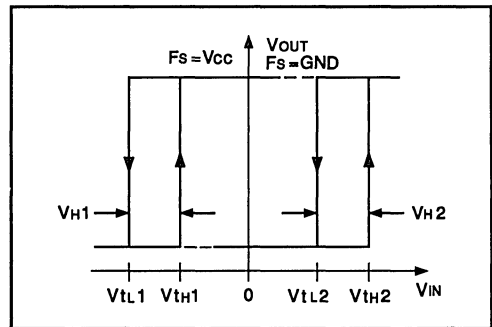 Fs=Vcc
VOUT
Fs=GND
VH1
VH2
VtL1 VtH1 0 VtL2 VtH2 VIN